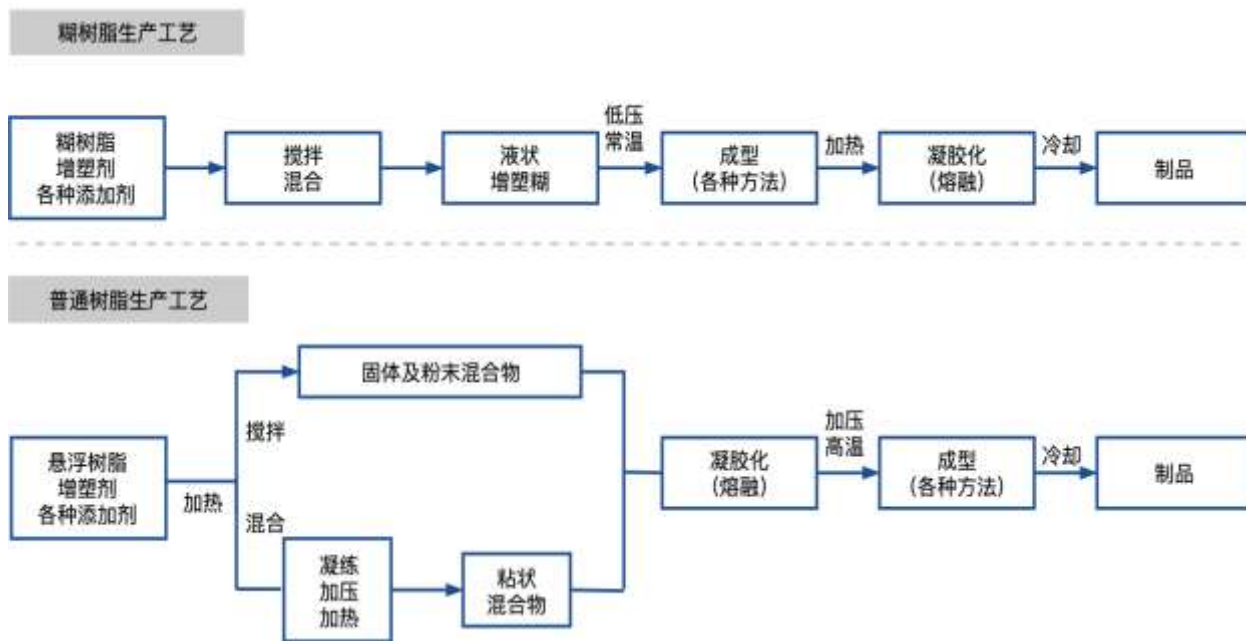 糊树脂生产工艺
糊树脂
增塑剂
各种添加剂
搅拌
混合
液状
增塑糊
低压
常温
成型
(各种方法)
加热
凝胶化
(熔融)
冷却
制品
普通树脂生产工艺
悬浮树脂
增塑剂
各种添加剂
加热
搅拌
混合
固体及粉末混合物
凝练
加压
加热
粘状
混合物
凝胶化
(熔融)
加压
高温
成型
(各种方法)
冷却
制品